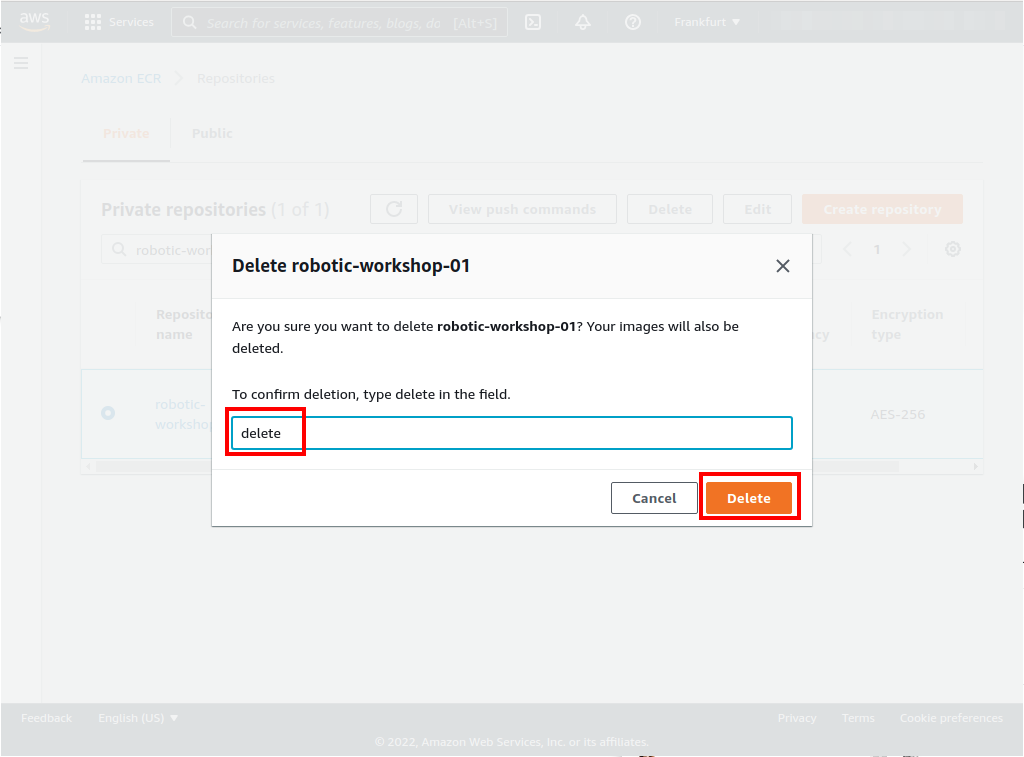 aws Services Search for services, features, blogs, do [Alt+S] Frankfurt
Amazon ECR Repositories
Private Public
Private repositories (1 of 1) View push commands Delete Edit Create repository
robotic-wor 1
Delete robotic-workshop-01
Are you sure you want to delete robotic-workshop-01? Your images will also be
deleted.
To confirm deletion, type delete in the field.
delete
Cancel Delete
Reposito
name
cy
Encryption
type
robotic-
workshop
AES-256
Feedback English (US) Privacy Terms Cookie preferences
© 2022, Amazon Web Services, Inc. or its affiliates.